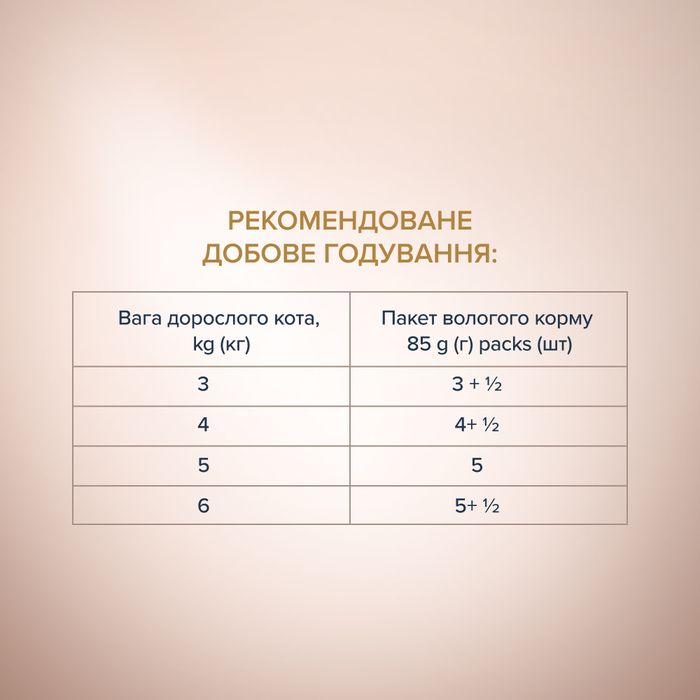 РЕКОМЕНДОВАНЕ
ДОБОВЕ ГОДУВАННЯ:
Вага дорослого кота,
kg (кг)
Пакет вологого корму
85 g (г) packs (шт)
3 3 + ½
4 4+ ½
5 5
6 5+ ½